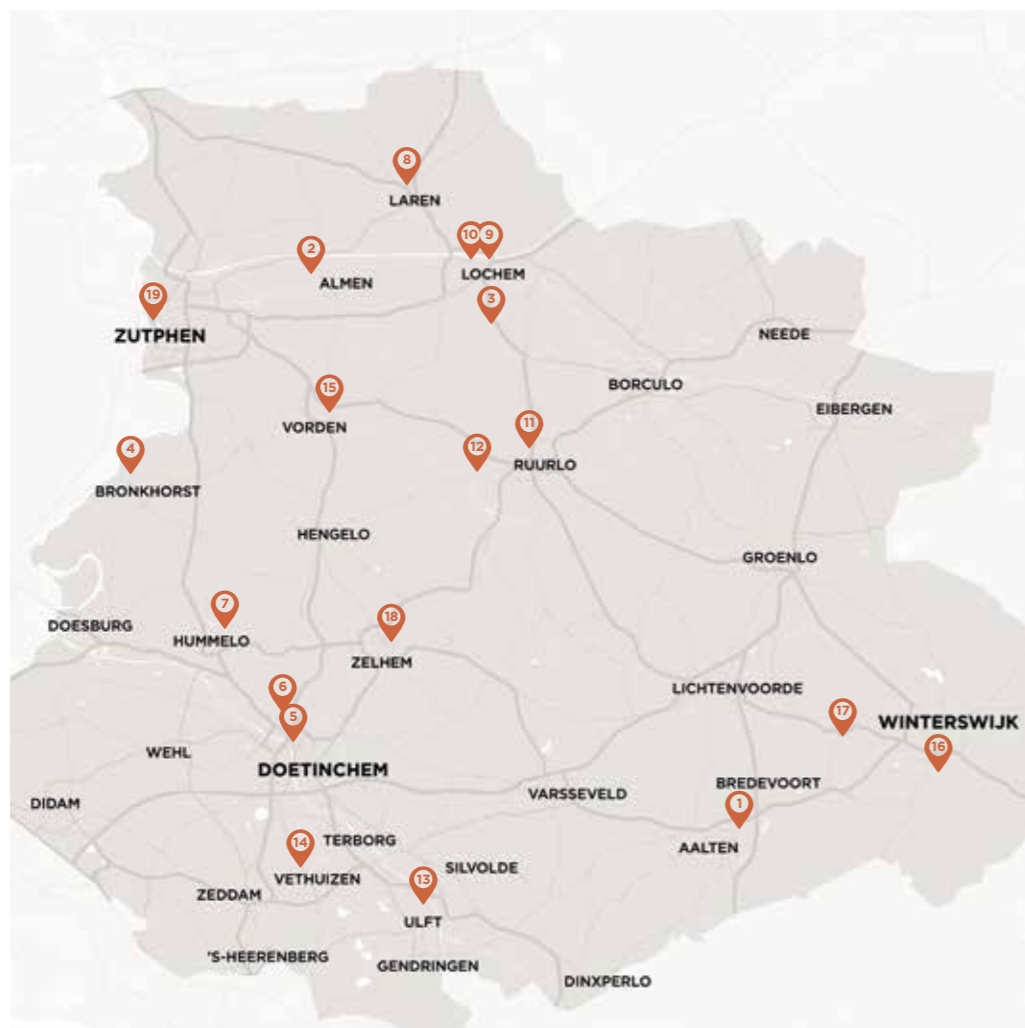 8
LAREN
2
10
9
ALMEN
LOCHEM
19
3
ZUTPHEN
NEEDE
15
BORCULO
VORDEN
11
EIBERGEN
4
12
RUURLO
BRONKHORST
HENGELO
GROENLO
7
18
DOESBURG
HUMMELO
ZELHEM
6
LICHTENVOORDE
5
17
WINTERSWIJK
16
WEHL
DOETINCHEM
BREDEVOORT
VARSSEVELD
DIDAM
1
14
TERBORG
AALTEN
SILVOLDE
VETHUIZEN
13
ZEDDAM
ULFT
'S-HEERENBERG
GENDRINGEN
DINXPERLO